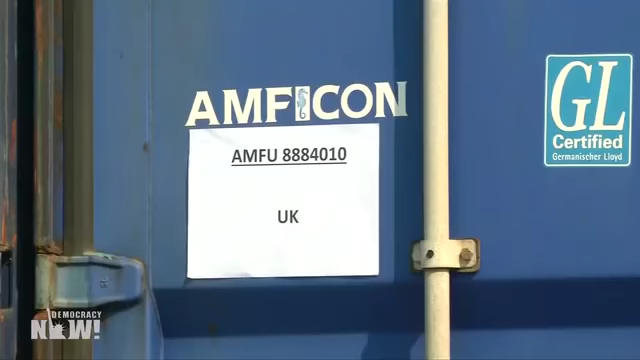 AMFICON
AMFU 8884010
UK
GL
Certified
Germanischer Lloyd
DEMOCRACY
NOW!